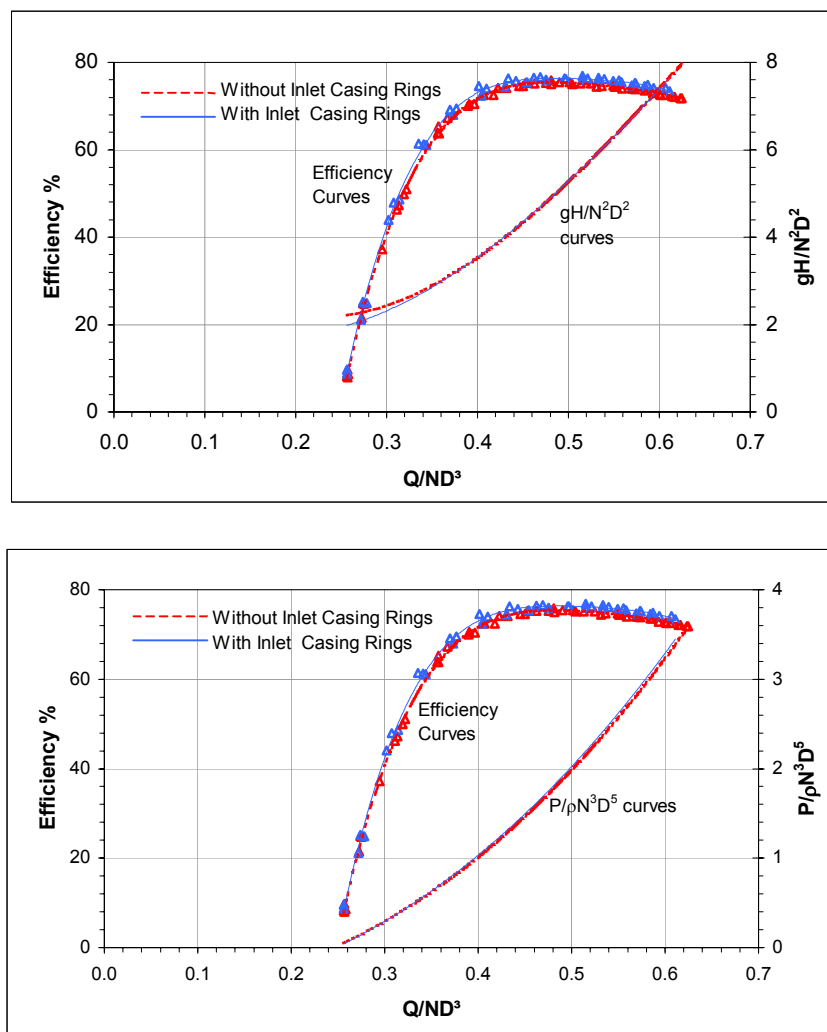 80
8
Without Inlet Casing Rings
With Inlet  Casing Rings
60
6
Efficiency
Curves
Efficiency %
40
4
gH/N²D²
curves
gH/N²D²
20
2
0
0
0.0 0.1 0.2 0.3 0.4 0.5 0.6 0.7
Q/ND³
80
4
Without Inlet Casing Rings
With Inlet  Casing Rings
60
3
Efficiency
Curves
Efficiency %
40
2
P/ρN³D⁵ curves
P/ρN³D⁵
20
1
0
0
0.0 0.1 0.2 0.3 0.4 0.5 0.6 0.7
Q/ND³